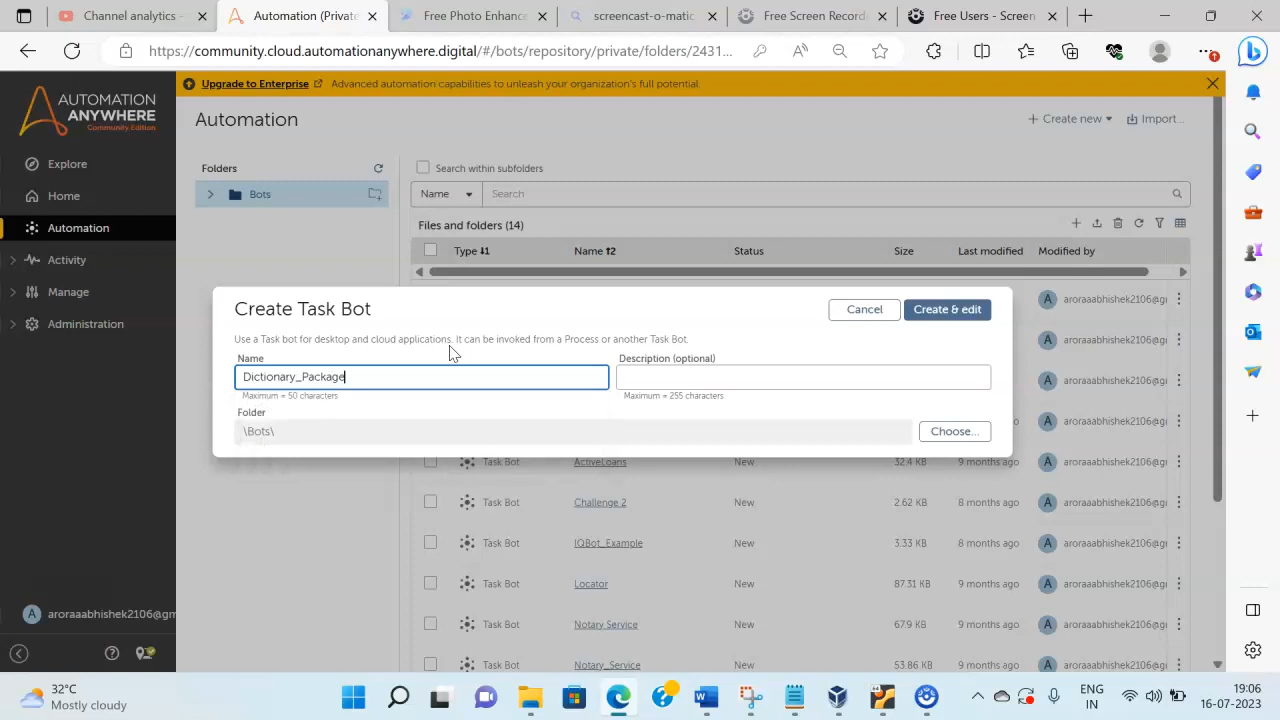 Channel analytics -
Automation (Private
Free Photo Enhance
screencast-o-matic
Free Screen Record
Free Users - Screen
https://community.cloud.automationanywhere.digital/#/bots/repository/private/folders/2431...
AUTOMATION
ANYWHERE
Community Edition
Upgrade to Enterprise
Advanced automation capabilities to unleash your organization's full potential.
Automation
Create new
Import...
Explore
Home
Automation
Activity
Manage
Administration
aroraaabhishek2106@gm
Folders
Bots
Search within subfolders
Name
Search
Files and folders (14)
Type Name Status Size Last modified Modified by
aroraaabhishek2106@gr
aroraaabhishek2106@gr
aroraaabhishek2106@gr
aroraaabhishek2106@gr
Create Task Bot
Cancel
Create & edit
Use a Task bot for desktop and cloud applications. It can be invoked from a Process or another Task Bot.
Name
Description (optional)
Dictionary_Package
Maximum = 50 characters
Maximum = 255 characters
Folder
\Bots\
Choose...
Task Bot ActiveLoans New 32.4 KB 9 months ago A aroraaabhishek2106@gr
Task Bot Challenge 2 New 2.62 KB 8 months ago A aroraaabhishek2106@gr
Task Bot IQBot_Example New 3.33 KB 8 months ago A aroraaabhishek2106@gr
Task Bot Locator New 87.31 KB 9 months ago A aroraaabhishek2106@gr
Task Bot Notary Service New 67.9 KB 9 months ago A aroraaabhishek2106@gr
Task Bot Notary_Service New 53.86 KB 9 months ago A aroraaabhishek2106@gr
32°C
Mostly cloudy
ENG
IN
19:06
16-07-2023